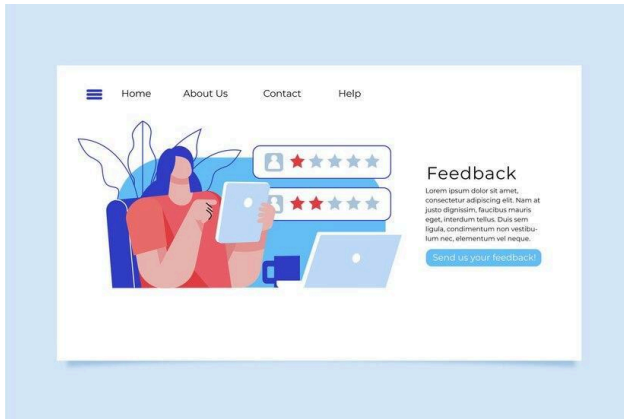 Home About Us Contact Help
Feedback
Lorem ipsum dolor sit amet,
consectetur adipiscing elit. Nam at
justo dignissim, faucibus mauris
eget, interdum tellus. Duis sem
ligula, condimentum non vestibu-
lum nec, elementum vel neque.
Send us your feedback!